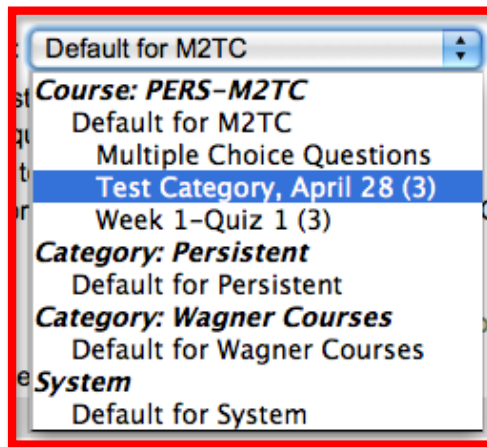 Default for M2TC
Course: PERS-M2TC
Default for M2TC
Multiple Choice Questions
Test Category, April 28 (3)
Week 1-Quiz 1 (3)
Category: Persistent
Default for Persistent
Category: Wagner Courses
Default for Wagner Courses
System
Default for System